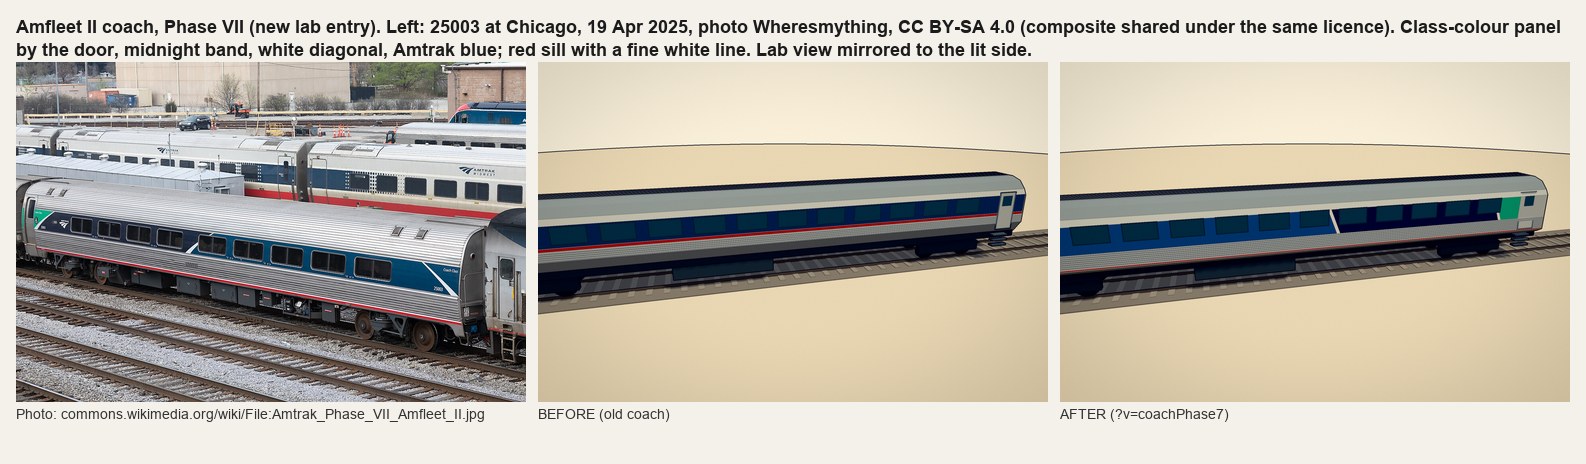 Amfleet II coach, Phase VII (new lab entry). Left: 25003 at Chicago, 19 Apr 2025, photo Wheresmything, CC BY-SA 4.0 (composite shared under the same licence). Class-colour panel
by the door, midnight band, white diagonal, Amtrak blue; red sill with a fine white line. Lab view mirrored to the lit side.
AMTRAK
Photo: commons.wikimedia.org/wiki/File:Amtrak_Phase_VII_Amfleet_II.jpg
BEFORE (old coach)
AFTER (?v=coachPhase7)